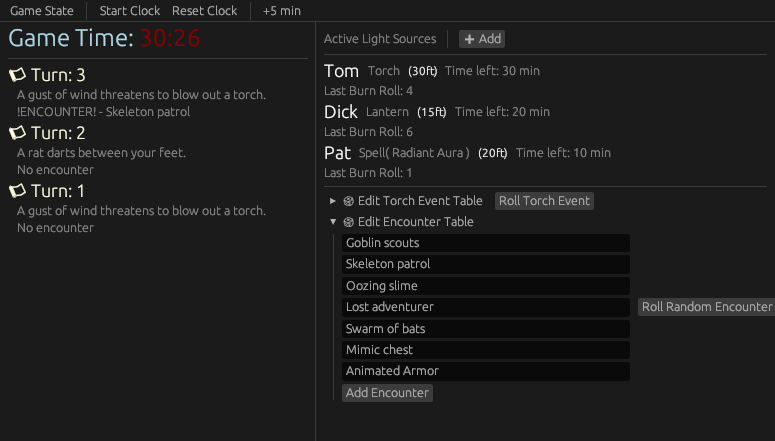 Game State Start Clock Reset Clock +5 min
Game Time: 30:26
Turn: 3
A gust of wind threatens to blow out a torch.
!ENCOUNTER! - Skeleton patrol
Turn: 2
A rat darts between your feet.
No encounter
Turn: 1
A gust of wind threatens to blow out a torch.
No encounter
Active Light Sources + Add
Tom Torch (30ft) Time left: 30 min
Last Burn Roll: 4
Dick Lantern (15ft) Time left: 20 min
Last Burn Roll: 6
Pat Spell( Radiant Aura ) (20ft) Time left: 10 min
Last Burn Roll: 1
Edit Torch Event Table Roll Torch Event
Edit Encounter Table
Goblin scouts
Skeleton patrol
Oozing slime
Lost adventurer Roll Random Encounter
Swarm of bats
Mimic chest
Animated Armor
Add Encounter